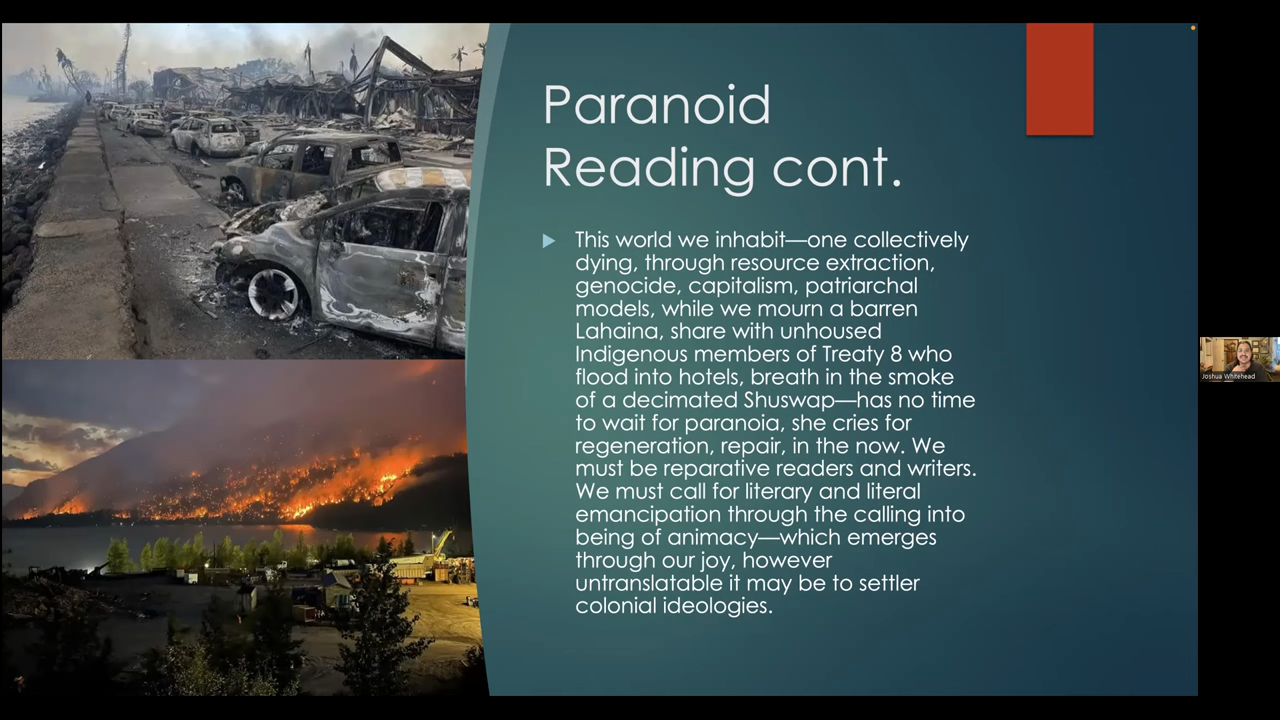 Paranoid
Reading cont.
This world we inhabit—one collectively
dying, through resource extraction,
genocide, capitalism, patriarchal
models, while we mourn a barren
Lahaina, share with unhoused
Indigenous members of Treaty 8 who
flood into hotels, breath in the smoke
of a decimated Shuswap—has no time
to wait for paranoia, she cries for
regeneration, repair, in the now. We
must be reparative readers and writers.
We must call for literary and literal
emancipation through the calling into
being of animacy—which emerges
through our joy, however
untranslatable it may be to settler
colonial ideologies.
Joshua Whitehead